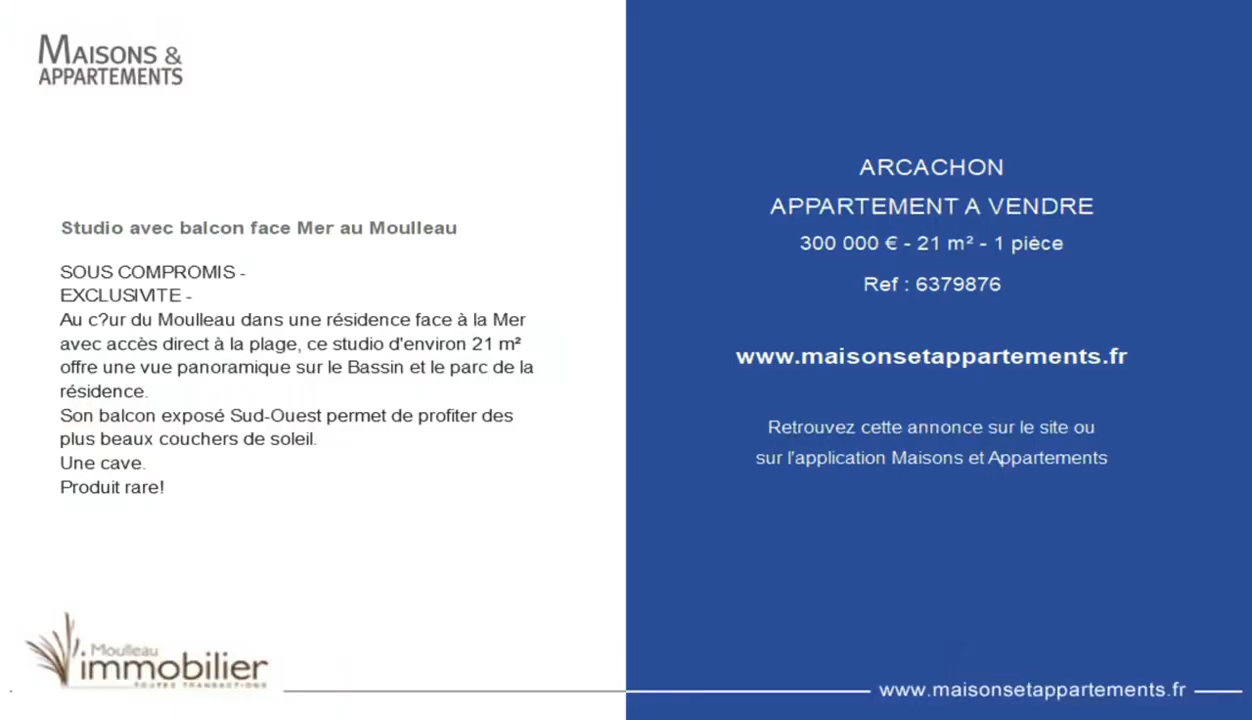 MAISONS &
APPARTEMENTS
Studio avec balcon face Mer au Moulleau
SOUS COMPROMIS -
EXCLUSIVITE -
Au c?ur du Moulleau dans une résidence face à la Mer
avec accès direct à la plage, ce studio d'environ 21 m²
offre une vue panoramique sur le Bassin et le parc de la
résidence.
Son balcon exposé Sud-Ouest permet de profiter des
plus beaux couchers de soleil.
Une cave.
Produit rare!
Moulleau
immobilier
TOUTES TRANSACTIONS
ARCACHON
APPARTEMENT A VENDRE
300 000 € - 21 m² - 1 pièce
Ref : 6379876
www.maisonsetappartements.fr
Retrouvez cette annonce sur le site ou
sur l'application Maisons et Appartements
www.maisonsetappartements.fr